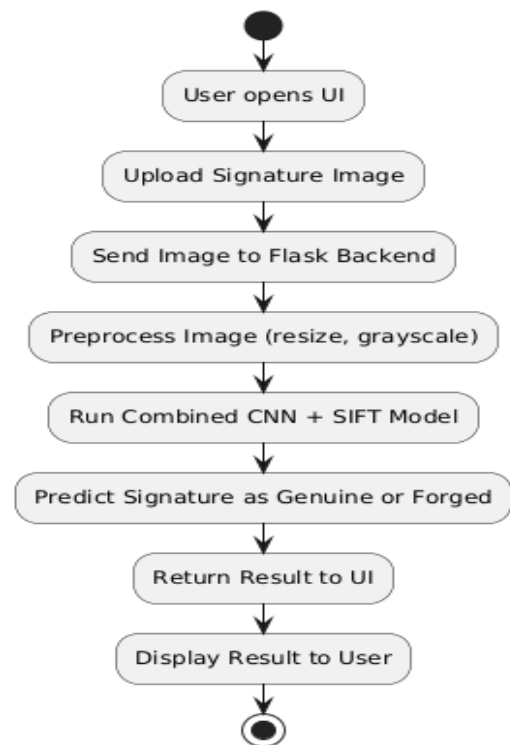 User opens UI
Upload Signature Image
Send Image to Flask Backend
Preprocess Image (resize, grayscale)
Run Combined CNN + SIFT Model
Predict Signature as Genuine or Forged
Return Result to UI
Display Result to User